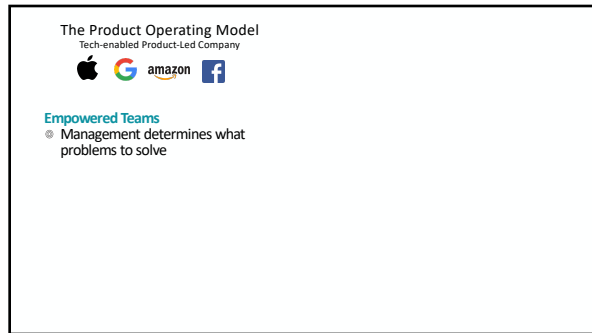 The Product Operating Model
Tech-enabled Product-Led Company
amazon
Empowered Teams
Management determines what
problems to solve